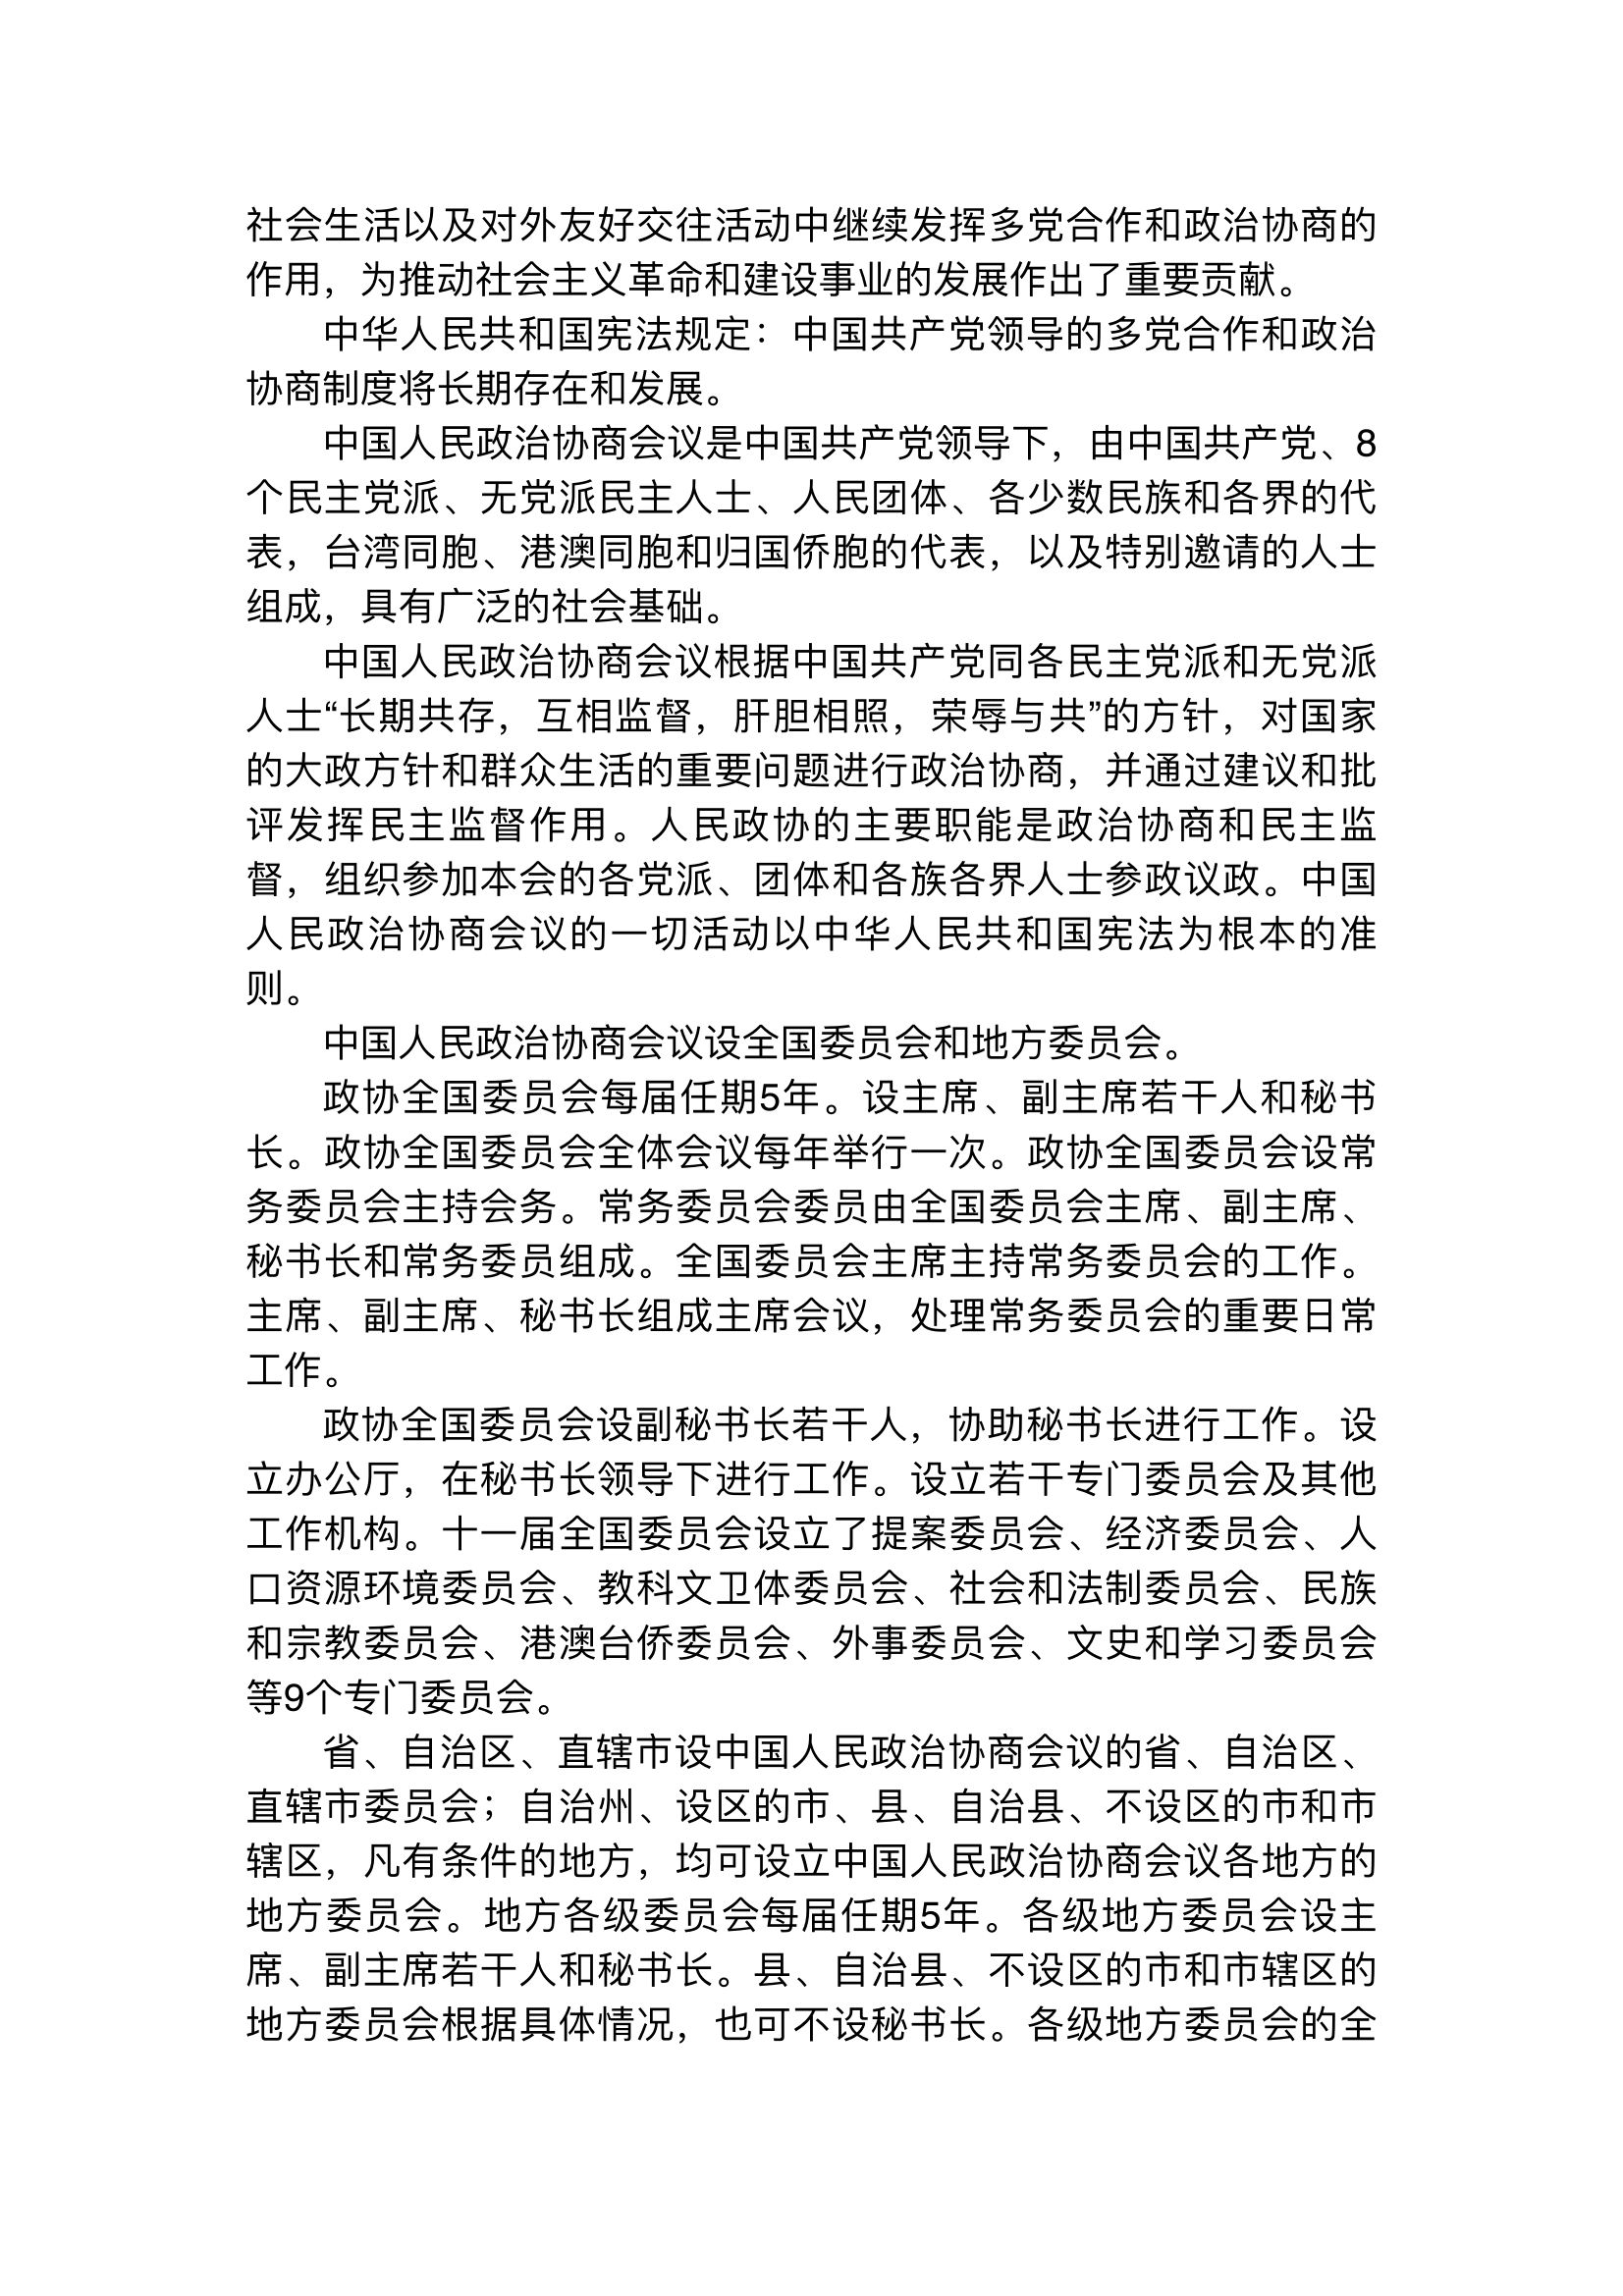 社会生活以及对外友好交往活动中继续发挥多党合作和政治协商的
作用，为推动社会主义革命和建设事业的发展作出了重要贡献。
中华人民共和国宪法规定：中国共产党领导的多党合作和政治
协商制度将长期存在和发展。
中国人民政治协商会议是中国共产党领导下，由中国共产党、8
个民主党派、无党派民主人士、人民团体、各少数民族和各界的代
表，台湾同胞、港澳同胞和归国侨胞的代表，以及特别邀请的人士
组成，具有广泛的社会基础。
中国人民政治协商会议根据中国共产党同各民主党派和无党派
人士“长期共存，互相监督，肝胆相照，荣辱与共”的方针，对国家
的大政方针和群众生活的重要问题进行政治协商，并通过建议和批
评发挥民主监督作用。人民政协的主要职能是政治协商和民主监
督，组织参加本会的各党派、团体和各族各界人士参政议政。中国
人民政治协商会议的一切活动以中华人民共和国宪法为根本的准
则。
中国人民政治协商会议设全国委员会和地方委员会。
政协全国委员会每届任期5年。设主席、副主席若干人和秘书
长。政协全国委员会全体会议每年举行一次。政协全国委员会设常
务委员会主持会务。常务委员会委员由全国委员会主席、副主席、
秘书长和常务委员组成。全国委员会主席主持常务委员会的工作。
主席、副主席、秘书长组成主席会议，处理常务委员会的重要日常
工作。
政协全国委员会设副秘书长若干人，协助秘书长进行工作。设
立办公厅，在秘书长领导下进行工作。设立若干专门委员会及其他
工作机构。十一届全国委员会设立了提案委员会、经济委员会、人
口资源环境委员会、教科文卫体委员会、社会和法制委员会、民族
和宗教委员会、港澳台侨委员会、外事委员会、文史和学习委员会
等9个专门委员会。
省、自治区、直辖市设中国人民政治协商会议的省、自治区、
直辖市委员会；自治州、设区的市、县、自治县、不设区的市和市
辖区，凡有条件的地方，均可设立中国人民政治协商会议各地方的
地方委员会。地方各级委员会每届任期5年。各级地方委员会设主
席、副主席若干人和秘书长。县、自治县、不设区的市和市辖区的
地方委员会根据具体情况，也可不设秘书长。各级地方委员会的全